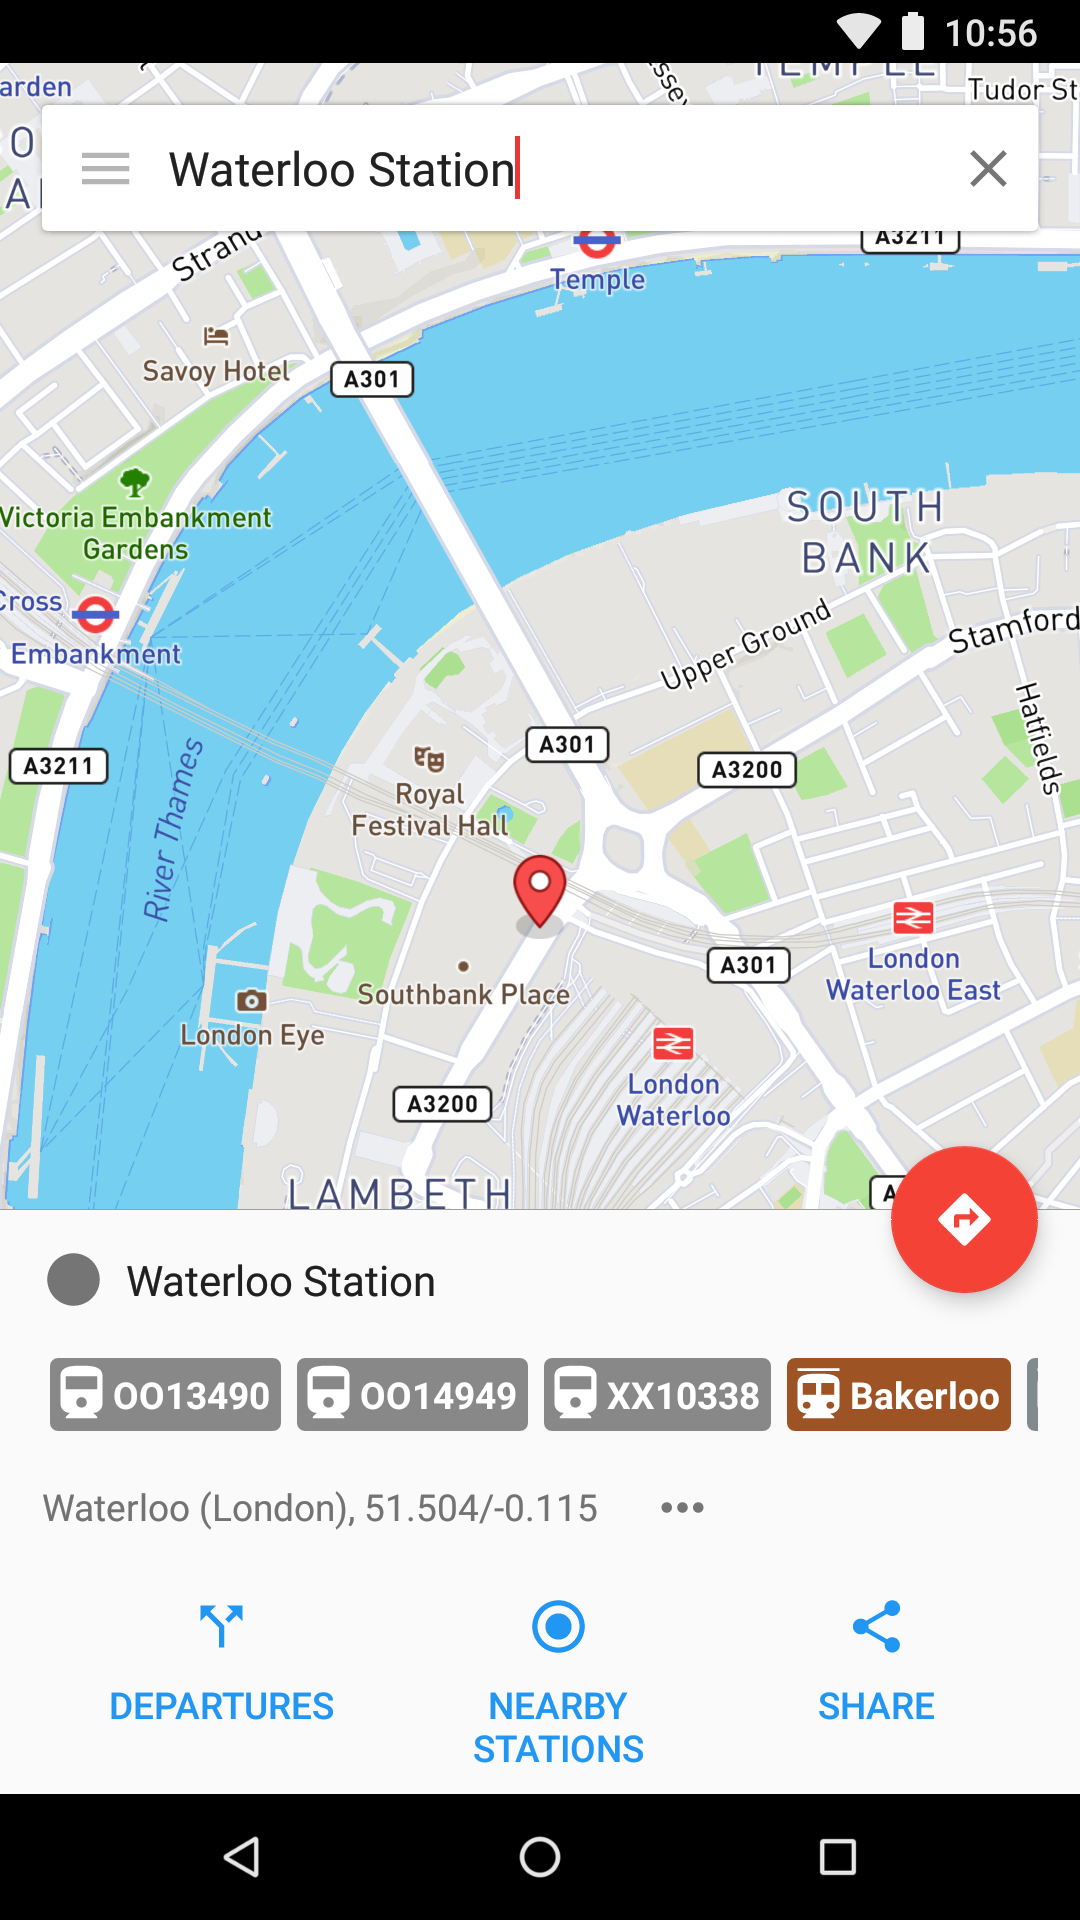 10:56
arden
TEMPLE
Tudor St
Waterloo Station
Strand
Temple
A3211
Savoy Hotel
A301
Victoria Embankment
Gardens
SOUTH
BANK
Cross
Embankment
Upper Ground
Stamford
Hatfields
A3211
River Thames
A301
A3200
Royal
Festival Hall
London
Waterloo East
A301
Southbank Place
London Eye
London
Waterloo
A3200
LAMBETH
Waterloo Station
OO13490
OO14949
XX10338
Bakerloo
Waterloo (London), 51.504/-0.115
DEPARTURES
NEARBY
STATIONS
SHARE